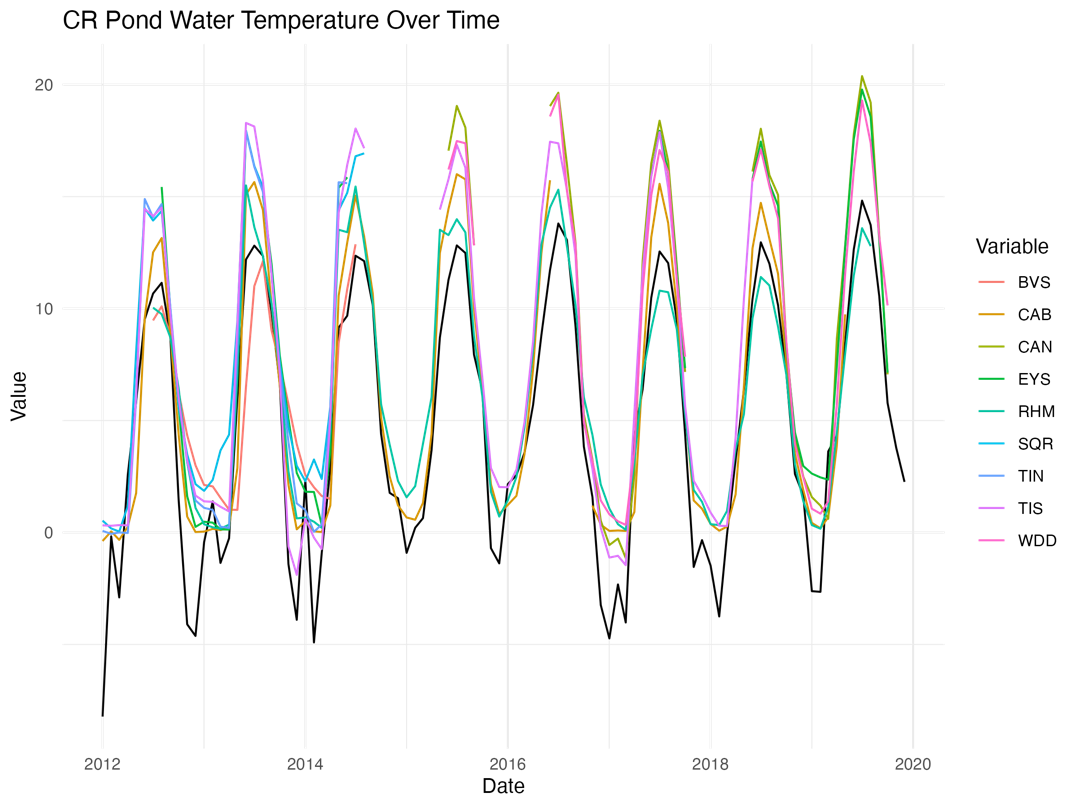 CR Pond Water Temperature Over Time
20
10
0
Value
2012
2014
2016
2018
2020
Date
Variable
BVS
CAB
CAN
EYS
RHM
SQR
TIN
TIS
WDD